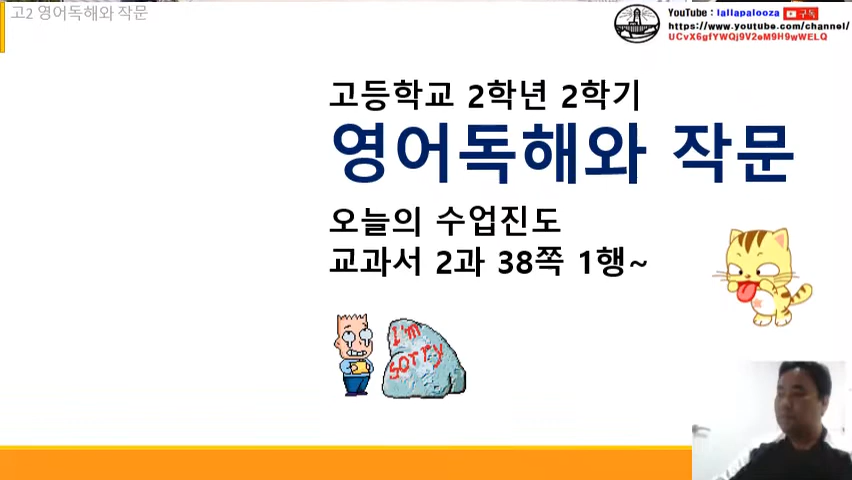 고2 영어독해와 작문
YouTube : lallapalooza 구독
https://www.youtube.com/channel/
UCvX6gfYWQj9V2eM9H9wWELQ
고등학교 2학년 2학기
영어독해와 작문
오늘의 수업진도
교과서 2과 38쪽 1행~
I'm
sorry